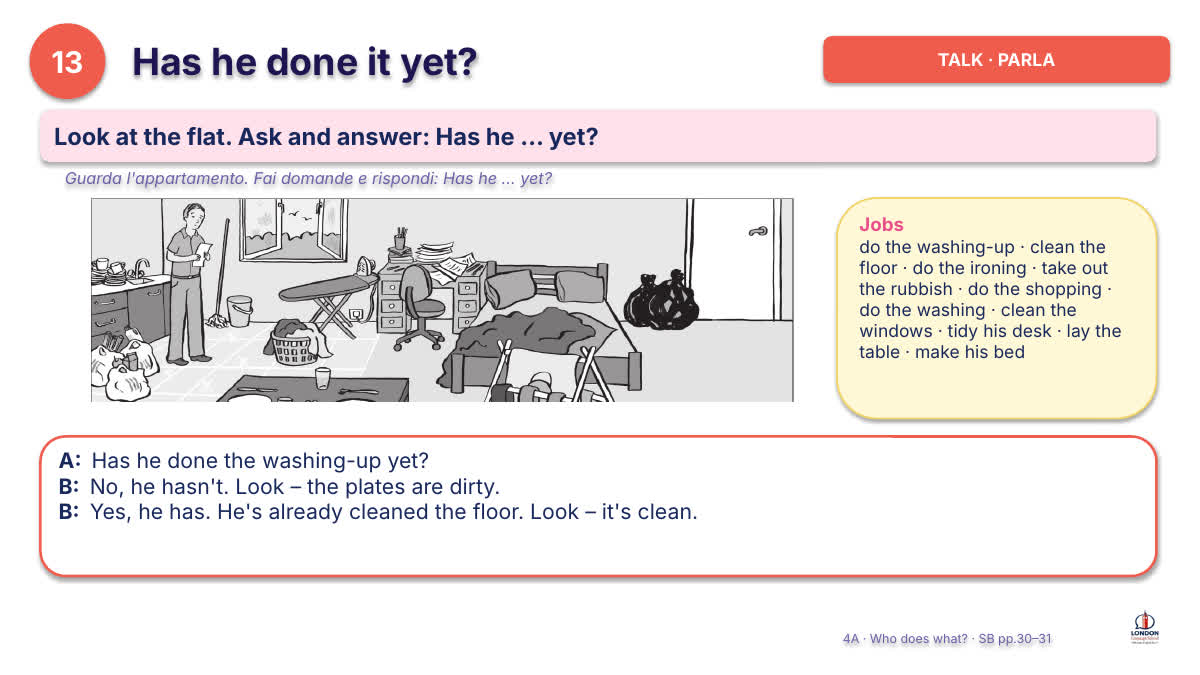 13
Has he done it yet?
TALK · PARLA
Look at the flat. Ask and answer: Has he … yet?
Guarda l'appartamento. Fai domande e rispondi: Has he … yet?
Jobs
do the washing-up · clean the
floor · do the ironing · take out
the rubbish · do the shopping ·
do the washing · clean the
windows · tidy his desk · lay the
table · make his bed
A: Has he done the washing-up yet?
B: No, he hasn't. Look – the plates are dirty.
B: Yes, he has. He's already cleaned the floor. Look – it's clean.
4A · Who does what? · SB pp.30–31
LONDON